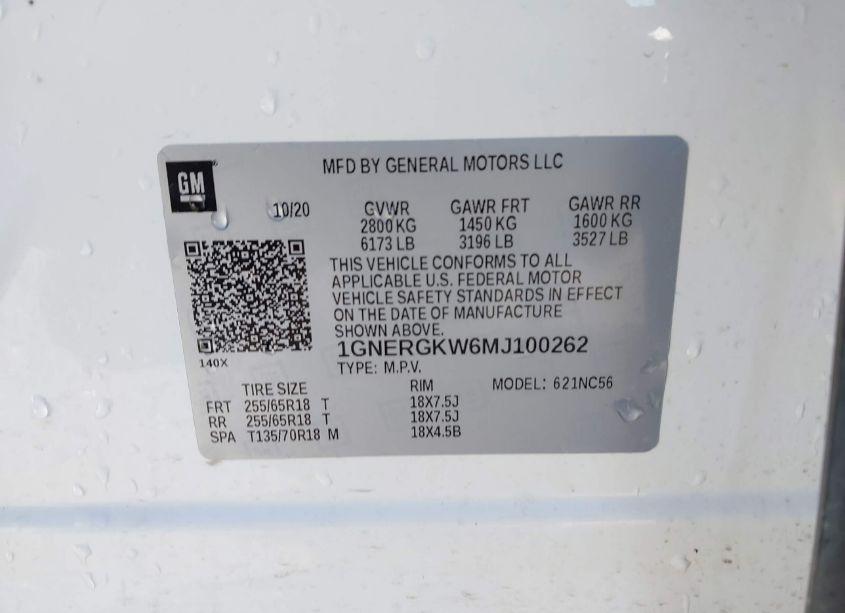 GM
MFD BY GENERAL MOTORS LLC
10/20 GVWR GAWR FRT GAWR RR
2800 KG 1450 KG 1600 KG
6173 LB 3196 LB 3527 LB
THIS VEHICLE CONFORMS TO ALL
APPLICABLE U.S. FEDERAL MOTOR
VEHICLE SAFETY STANDARDS IN EFFECT
ON THE DATE OF MANUFACTURE
SHOWN ABOVE.
1GNERGKW6MJ100262
140X
TYPE: M.P.V.
TIRE SIZE RIM MODEL: 621NC56
FRT 255/65R18 T 18X7.5J
RR 255/65R18 T 18X7.5J
SPA T135/70R18 M 18X4.5B